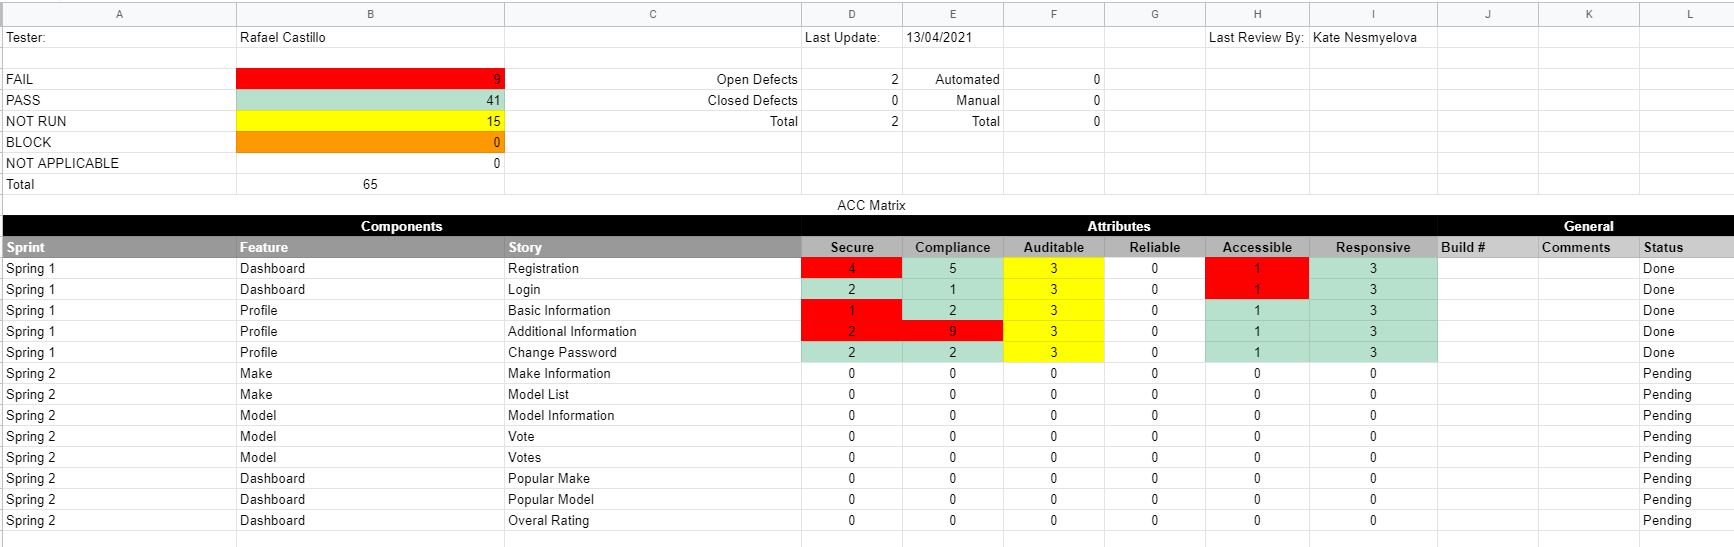 A B C D E F G H I J K L
Tester: Rafael Castillo Last Update: 13/04/2021 Last Review By: Kate Nesmyelova
FAIL 9 Open Defects 2 Automated 0
PASS 41 Closed Defects 0 Manual 0
NOT RUN 15 Total 2 Total 0
BLOCK 0
NOT APPLICABLE 0
Total 65
ACC Matrix
Components Attributes General
Sprint Feature Story Secure Compliance Auditable Reliable Accessible Responsive Build # Comments Status
Spring 1 Dashboard Registration 4 5 3 0 1 3 Done
Spring 1 Dashboard Login 2 1 3 0 1 3 Done
Spring 1 Profile Basic Information 1 2 3 0 1 3 Done
Spring 1 Profile Additional Information 2 9 3 0 1 3 Done
Spring 1 Profile Change Password 2 2 3 0 1 3 Done
Spring 2 Make Make Information 0 0 0 0 0 0 Pending
Spring 2 Make Model List 0 0 0 0 0 0 Pending
Spring 2 Model Model Information 0 0 0 0 0 0 Pending
Spring 2 Model Vote 0 0 0 0 0 0 Pending
Spring 2 Model Votes 0 0 0 0 0 0 Pending
Spring 2 Dashboard Popular Make 0 0 0 0 0 0 Pending
Spring 2 Dashboard Popular Model 0 0 0 0 0 0 Pending
Spring 2 Dashboard Overal Rating 0 0 0 0 0 0 Pending